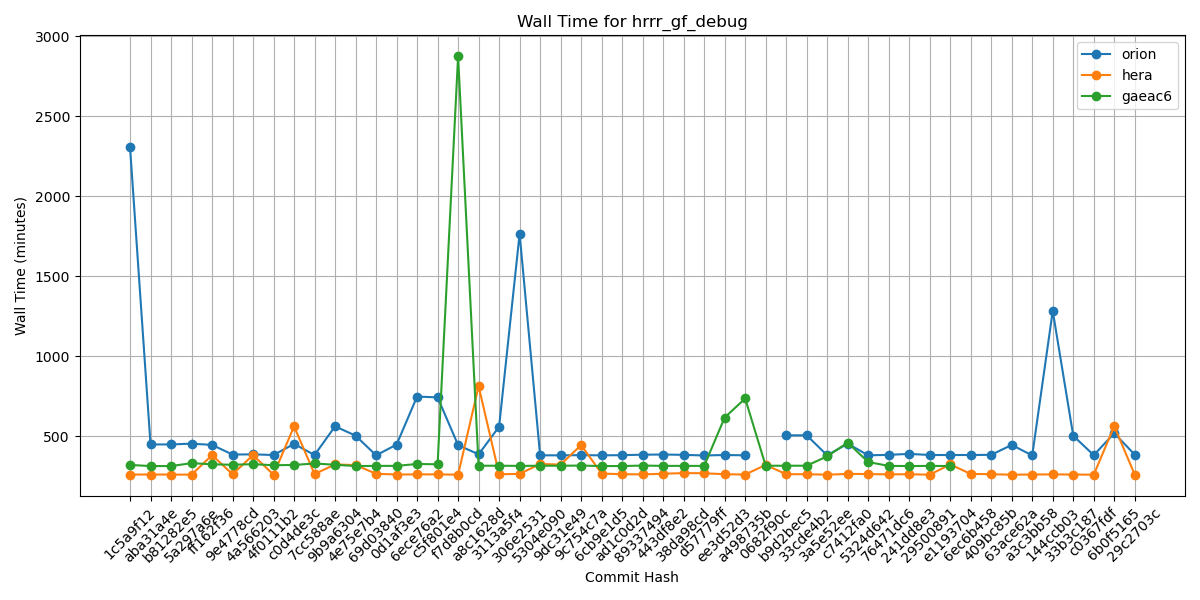 Wall Time for hrrr_gf_debug
Wall Time (minutes)
3000
2500
2000
1500
1000
500
orion
hera
gaeac6
1c5a9f12
aba31a4e
b81282e5
5a297a6e
ff162f36
9e4778cd
4a566203
4f0111b2
c0d4de3c
7cc588ae
9b9a6304
4e75e7b4
69d03840
0d1af3e3
6ece76a2
c5f801e4
f7d8b0cd
a8c1628d
3113a5f4
306e2531
5304e090
9dc31e49
9c754c7a
6cb9e1d5
ad1c0d2d
89337494
443df8e2
38da98cd
d57779ff
ee3d52d3
a498735b
0682f90c
b9d2bec5
33cde4b2
3a5e52ee
c7412fa0
5324d642
76471dc6
241dd8e3
29500891
e1193704
6ec6b458
409bc85b
63ace62a
a3c3bb58
144ccb03
33b3c187
c0367fdf
6b0f5165
29c2703c
Commit Hash